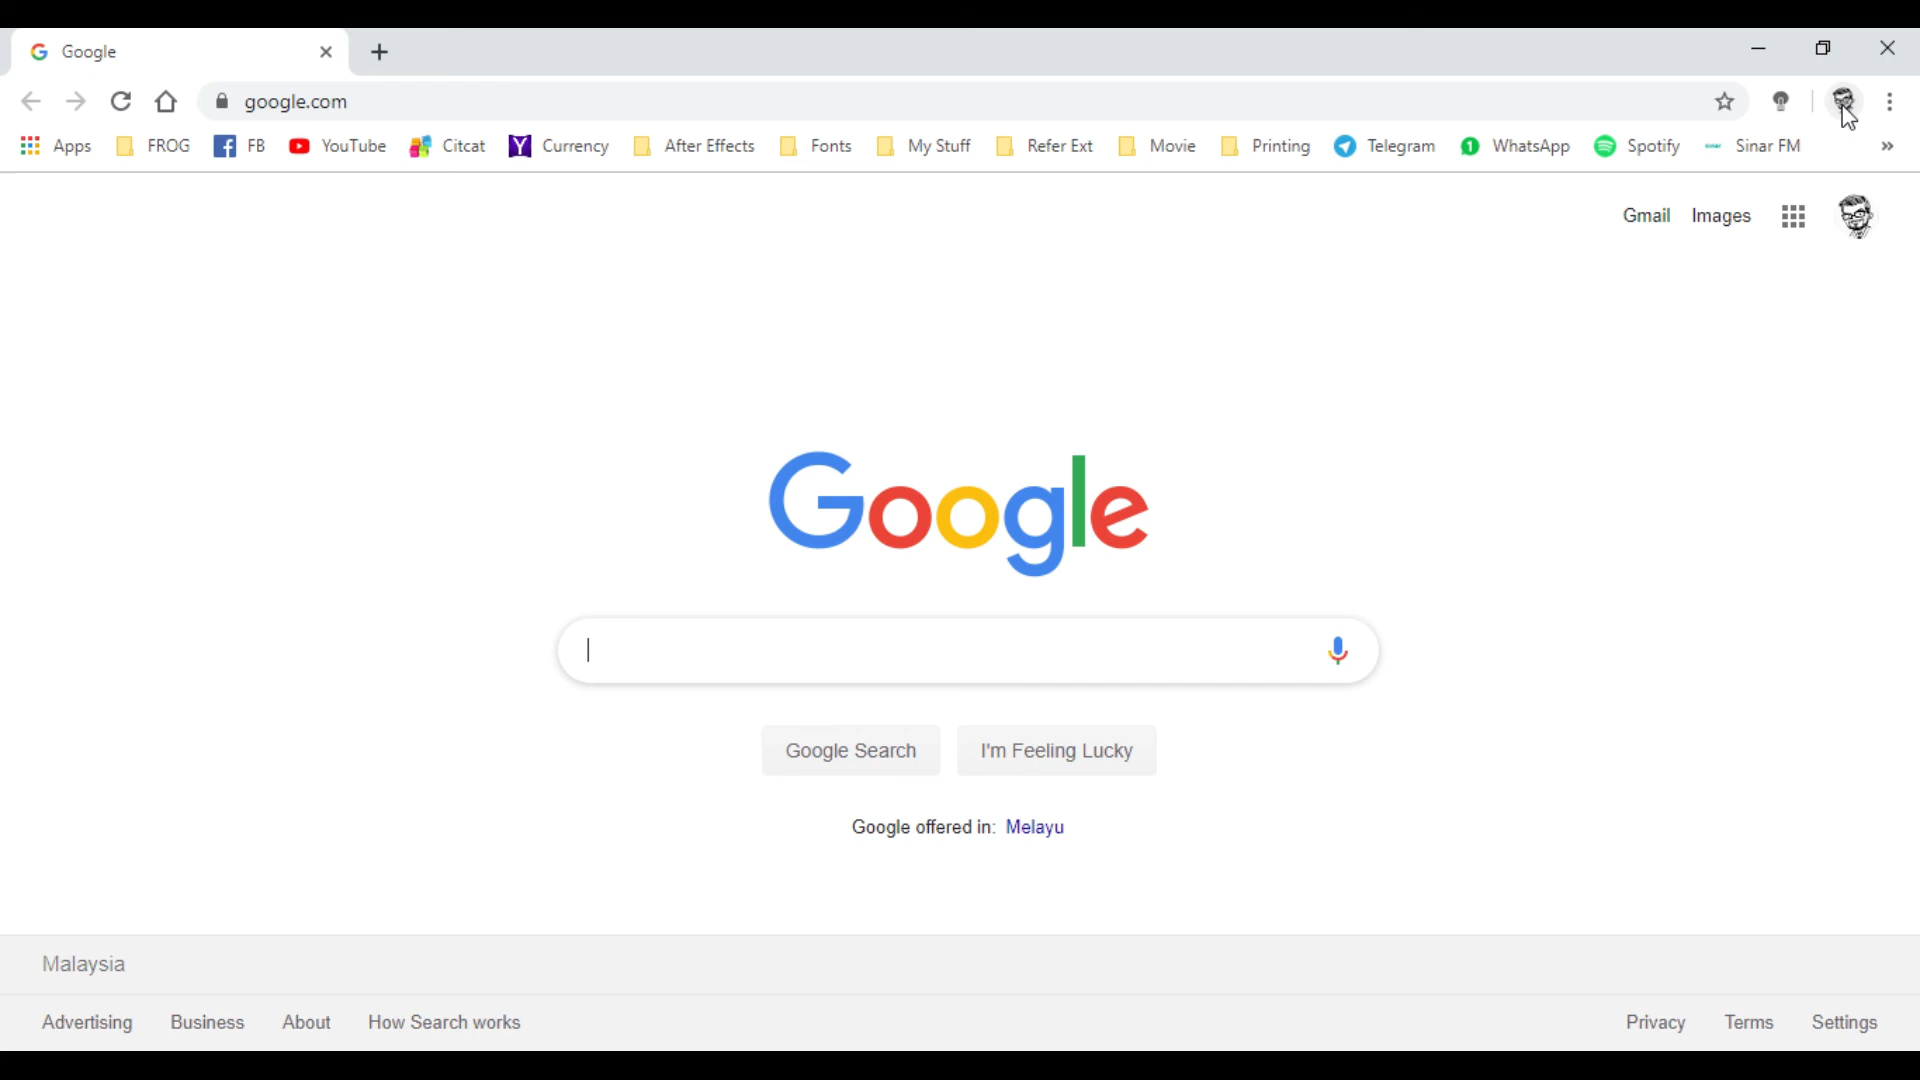 Google
google.com
Apps FROG FB YouTube Citcat Currency After Effects Fonts My Stuff Refer Ext Movie Printing Telegram WhatsApp Spotify Sinar FM »
Gmail Images
Google
Google Search I'm Feeling Lucky
Google offered in: Melayu
Malaysia
Advertising Business About How Search works Privacy Terms Settings